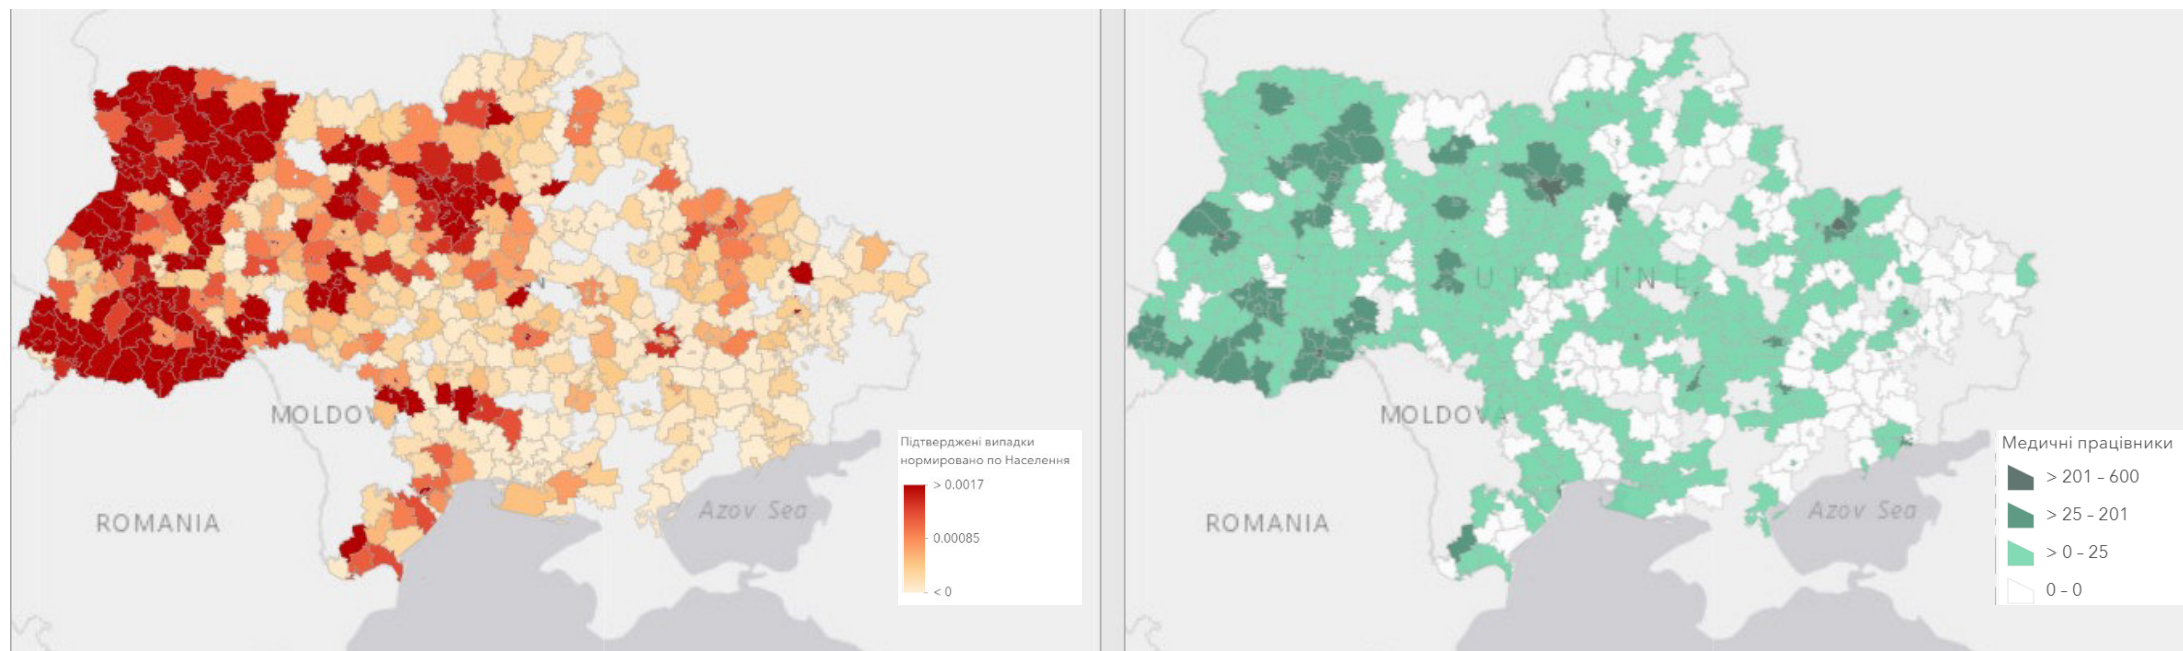 MOLDOVA
ROMANIA
Azov Sea
Підтверджені випадки
нормировано по Населення
> 0.0017
0.00085
< 0
UKRAINE
MOLDOVA
ROMANIA
Azov Sea
Медичні працівники
> 201 – 600
> 25 – 201
> 0 – 25
0 – 0